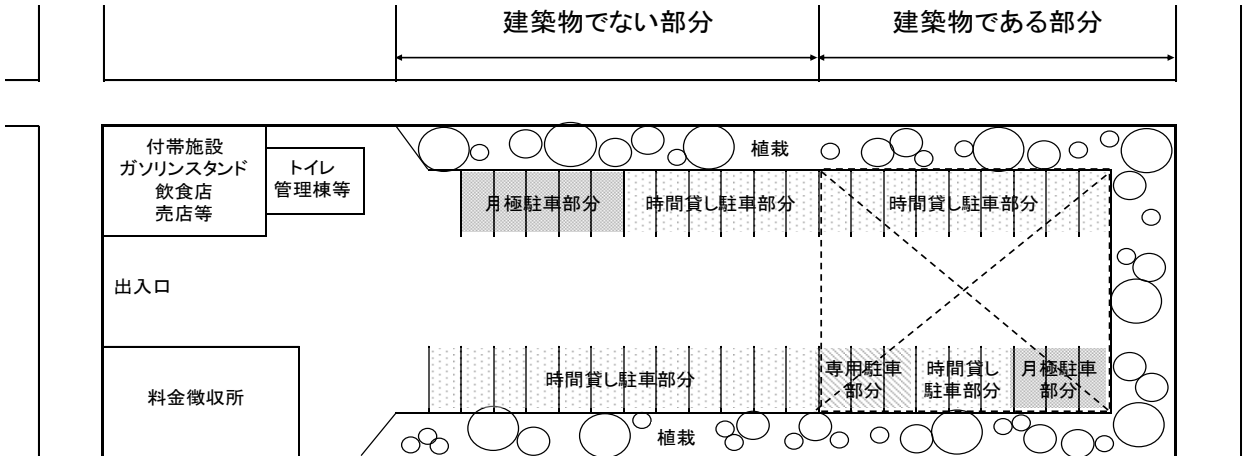 建築物でない部分
建築物である部分
付帯施設
ガソリンスタンド
飲食店
売店等
トイレ
管理棟等
植栽
月極駐車部分
時間貸し駐車部分
時間貸し駐車部分
出入口
料金徴収所
時間貸し駐車部分
専用駐車
部分
時間貸し
駐車部分
月極駐車
部分
植栽